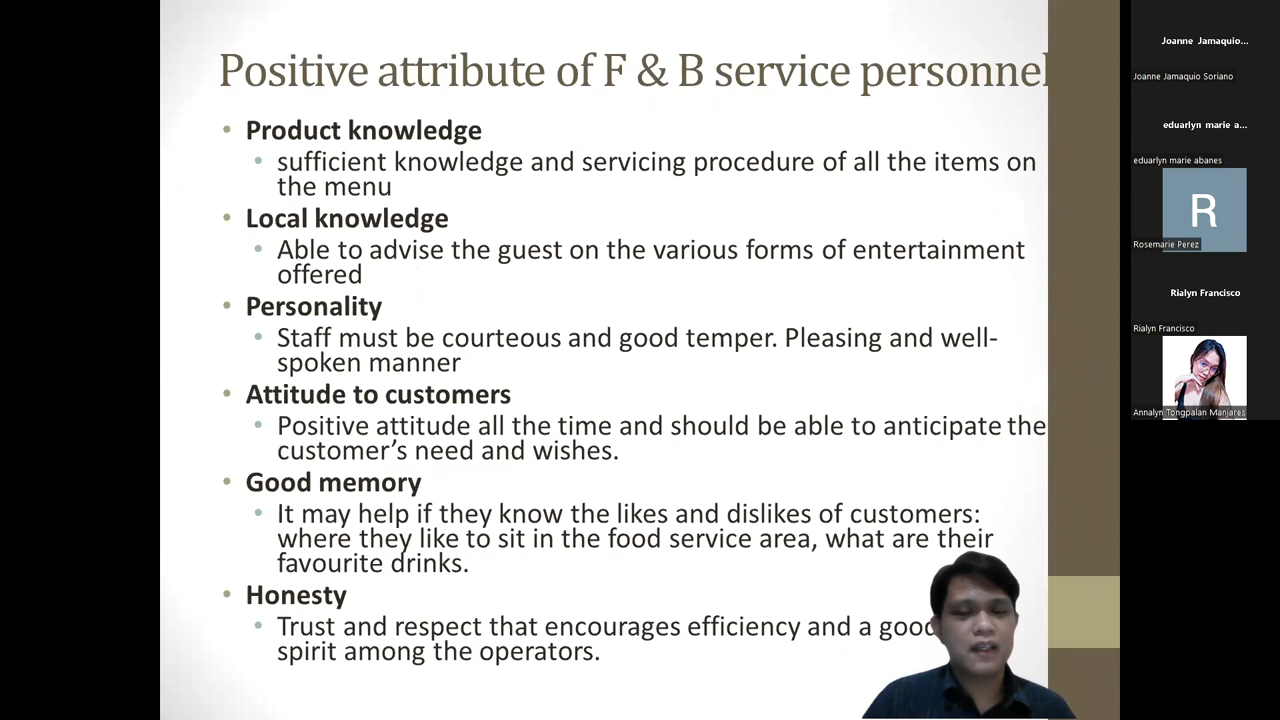 Positive attribute of F & B service personnel
• Product knowledge
• sufficient knowledge and servicing procedure of all the items on
the menu
• Local knowledge
• Able to advise the guest on the various forms of entertainment
offered
• Personality
• Staff must be courteous and good temper. Pleasing and well-
spoken manner
• Attitude to customers
• Positive attitude all the time and should be able to anticipate the
customer’s need and wishes.
• Good memory
• It may help if they know the likes and dislikes of customers:
where they like to sit in the food service area, what are their
favourite drinks.
• Honesty
• Trust and respect that encourages efficiency and a good
spirit among the operators.
Joanne Jamaquio...
Joanne Jamaquio Soriano
eduarlyn marie a...
eduarlyn marie abanes
R
Rosemarie Perez
Rialyn Francisco
Rialyn Francisco
Annalyn Tongpalan Manjares